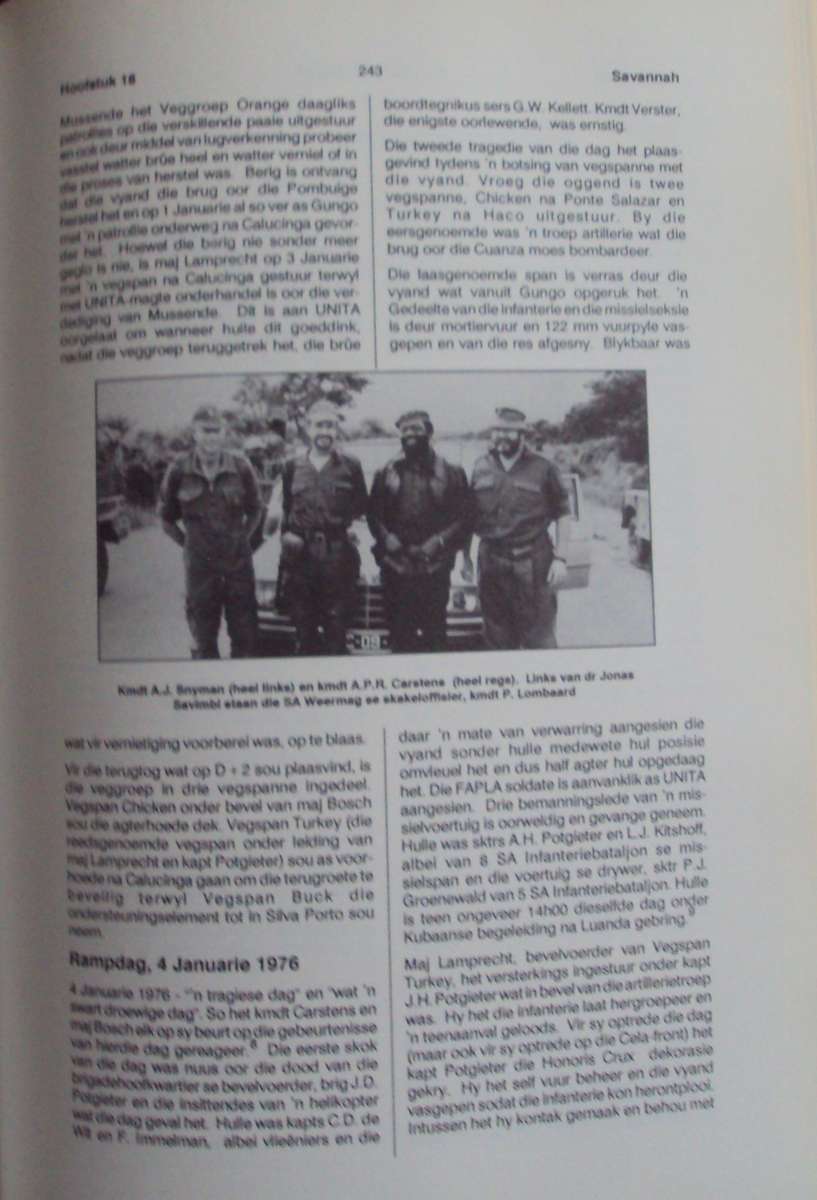 Hoofstuk 18
243
Savannah
Mussende het Veggroep Orange daagliks
patrollies op die verskillende paaie uitgestuur
en ook deur middel van lugverkenning probeer
vasstel watter brûe heel en watter verniel of in
die proses van herstel was. Berig is ontvang
dat die vyand die brug oor die Pombuige
herstel het en op 1 Januarie al so ver as Gungo
met 'n patrollie onderweg na Calucinga gevor-
der het. Hoewel die berig nie sonder meer
geglo is nie, is maj Lamprecht op 3 Januarie
met 'n vegspan na Calucinga gestuur terwyl
met UNITA-magte onderhandel is oor die ver-
dediging van Mussende. Dit is aan UNITA
oorgelaat om wanneer hulle dit goeddink,
nadat die veggroep teruggetrek het, die brûe
boordtegnikus sers G.W. Kellett. Kmdt Verster,
die enigste oorlewende, was ernstig.
Die tweede tragedie van die dag het plaas-
gevind tydens 'n botsing van vegspanne met
die vyand. Vroeg die oggend is twee
vegspanne, Chicken na Ponte Salazar en
Turkey na Haco uitgestuur. By die
eersgenoemde was 'n troep artillerie wat die
brug oor die Cuanza moes bombardeer.
Die laasgenoemde span is verras deur die
vyand wat vanuit Gungo opgeruk het. 'n
Gedeelte van die infanterie en die missielseksie
is deur mortiervuur en 122 mm vuurpyle vas-
gepen en van die res afgesny. Blykbaar was
09
Kmdt A.J. Snyman (heel links) en kmdt A.P.R. Carstens (heel regs). Links van dr Jonas
Savimbi staan die SA Weermag se skakeloffisier, kmdt P. Lombaard
wat vir vernietiging voorberei was, op te blaas.
Vir die terugtog wat op D + 2 sou plaasvind, is
die veggroep in drie vegspanne ingedeel.
Vegspan Chicken onder bevel van maj Bosch
sou die agterhoede dek. Vegspan Turkey (die
reedsgenoemde vegspan onder leiding van
maj Lamprecht en kapt Potgieter) sou as voor-
hoede na Calucinga gaan om die terugroete te
beveilig terwyl Vegspan Buck die
ondersteuningselement tot in Silva Porto sou
neem.
Rampdag, 4 Januarie 1976
4 Januarie 1976 - "'n tragiese dag" en "wat 'n
swart droewige dag". So het kmdt Carstens en
maj Bosch elk op sy beurt op die gebeurtenisse
van hierdie dag gereageer.8 Die eerste skok
van die dag was nuus oor die dood van die
brigadehoofkwartier se bevelvoerder, brig J.D.
Potgieter en die insittendes van 'n helikopter
wat die dag geval het. Hulle was kapts C.D. de
Wit en F. Immelman, albei vlieëniers en die
daar 'n mate van verwarring aangesien die
vyand sonder hulle medewete hul posisie
omvleuel het en dus half agter hul opgedaag
het. Die FAPLA soldate is aanvanklik as UNITA
aangesien. Drie bemanningslede van 'n mis-
sielvoertuig is oorweldig en gevange geneem.
Hulle was sktrs A.H. Potgieter en L.J. Kitshoff,
albei van 8 SA Infanteriebataljon se mis-
sielspan en die voertuig se drywer, sktr P.J.
Groenewald van 5 SA Infanteriebataljon. Hulle
is teen ongeveer 14h00 dieselfde dag onder
Kubaanse begeleiding na Luanda gebring.9
Maj Lamprecht, bevelvoerder van Vegspan
Turkey, het versterkings ingestuur onder kapt
J.H. Potgieter wat in bevel van die artillerietroep
was. Hy het die infanterie laat hergroepeer en
'n teenaanval geloods. Vir sy optrede die dag
(maar ook vir sy optrede op die Cela-front) het
kapt Potgieter die Honoris Crux dekorasie
gekry. Hy het self vuur beheer en die vyand
vasgepen sodat die infanterie kon herontplooi.
Intussen het hy kontak gemaak en behou met